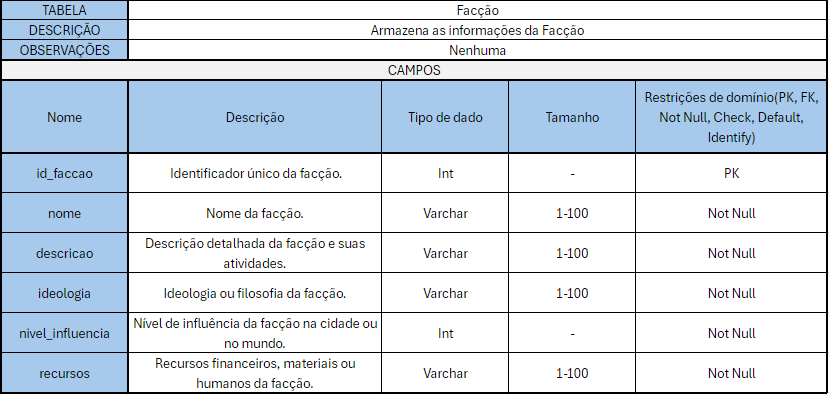 TABELA Facção
DESCRIÇÃO Armazena as informações da Facção
OBSERVAÇÕES Nenhuma
CAMPOS
Nome Descrição Tipo de dado Tamanho Restrições de domínio(PK, FK,
Not Null, Check, Default,
Identify)
id_faccao Identificador único da facção. Int - PK
nome Nome da facção. Varchar 1-100 Not Null
descricao Descrição detalhada da facção e suas
atividades. Varchar 1-100 Not Null
ideologia Ideologia ou filosofia da facção. Varchar 1-100 Not Null
nivel_influencia Nível de influência da facção na cidade ou
no mundo. Int - Not Null
recursos Recursos financeiros, materiais ou
humanos da facção. Varchar 1-100 Not Null